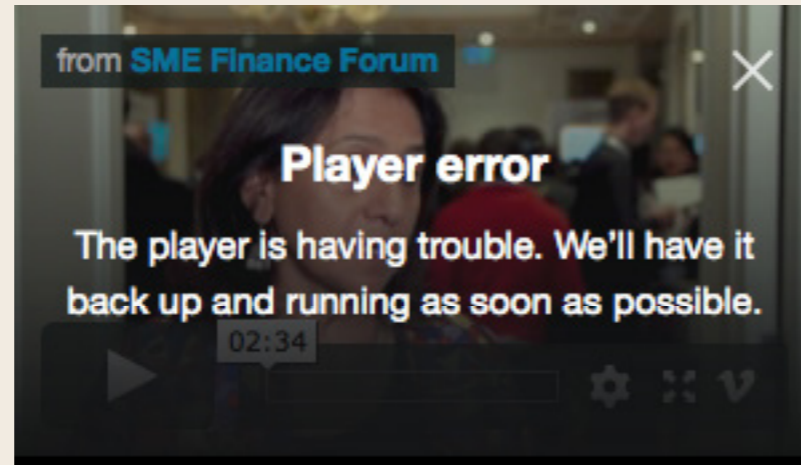 from SME Finance Forum
Player error
The player is having trouble. We'll have it
back up and running as soon as possible.
02:34